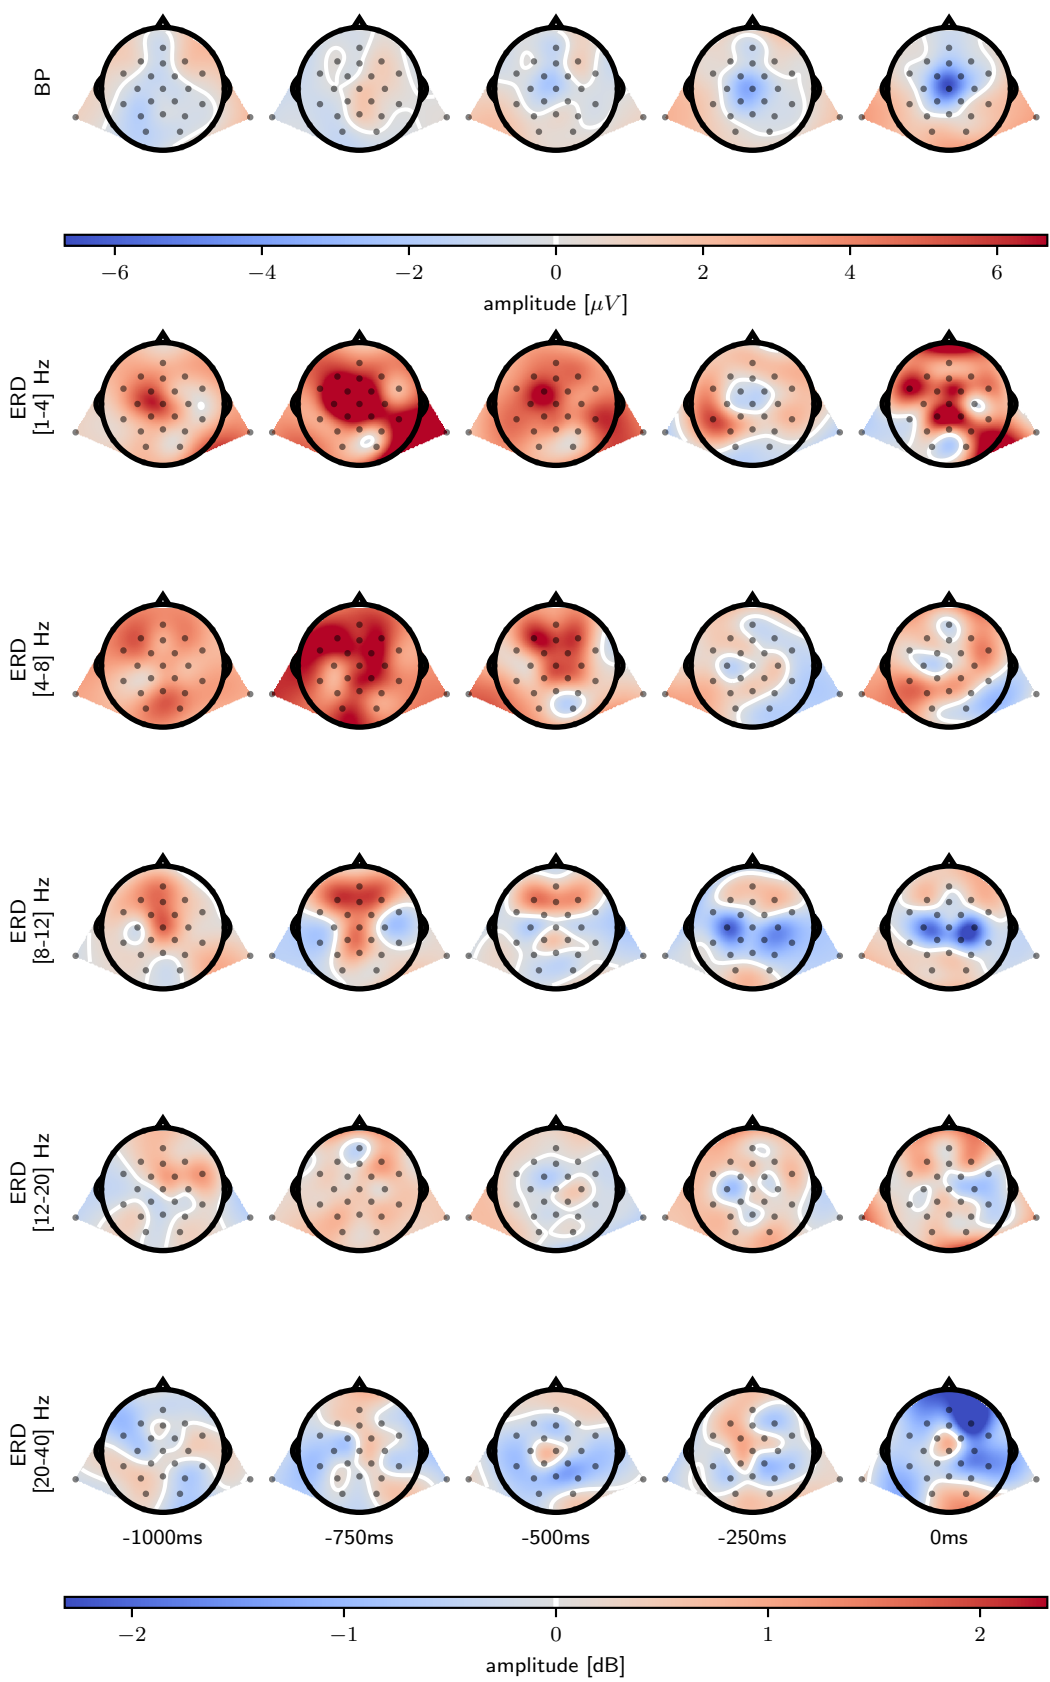 BP
−6 −4 −2 0 2 4 6
amplitude [μV]
ERD
[1-4] Hz
ERD
[4-8] Hz
ERD
[8-12] Hz
ERD
[12-20] Hz
ERD
[20-40] Hz
-1000ms -750ms -500ms -250ms 0ms
−2 −1 0 1 2
amplitude [dB]